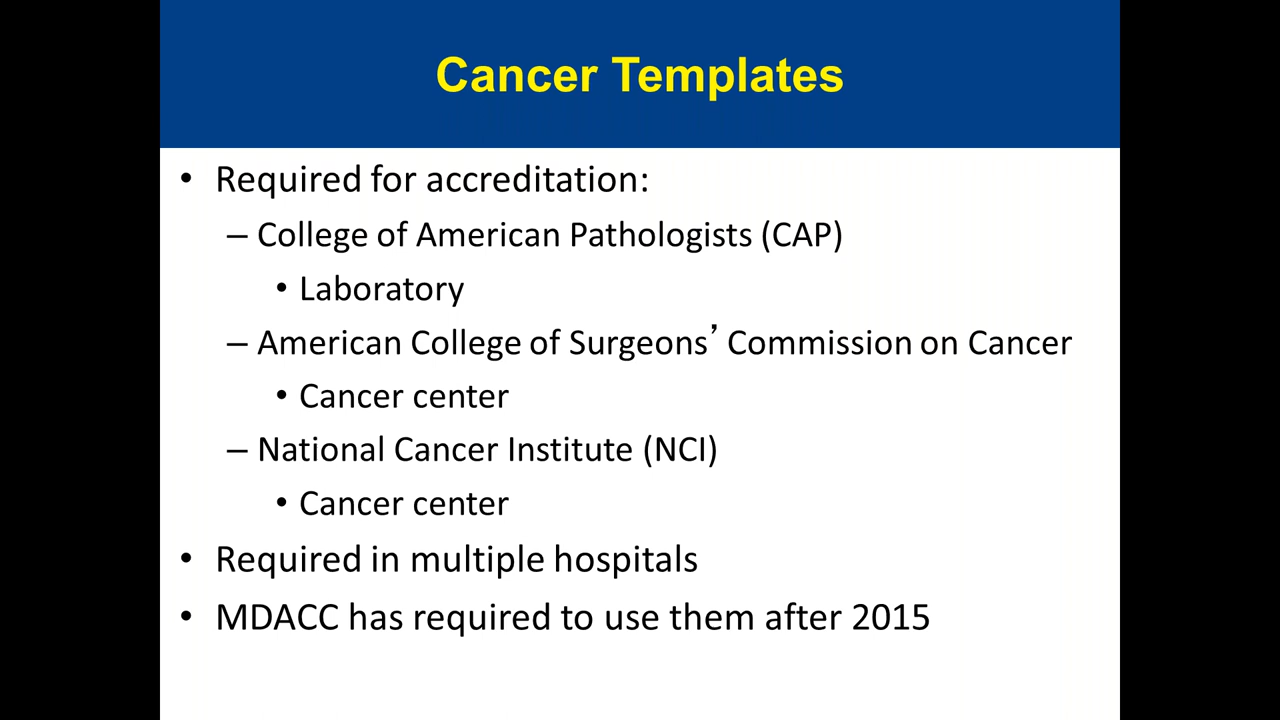 Cancer Templates
• Required for accreditation:
– College of American Pathologists (CAP)
• Laboratory
– American College of Surgeons’ Commission on Cancer
• Cancer center
– National Cancer Institute (NCI)
• Cancer center
• Required in multiple hospitals
• MDACC has required to use them after 2015